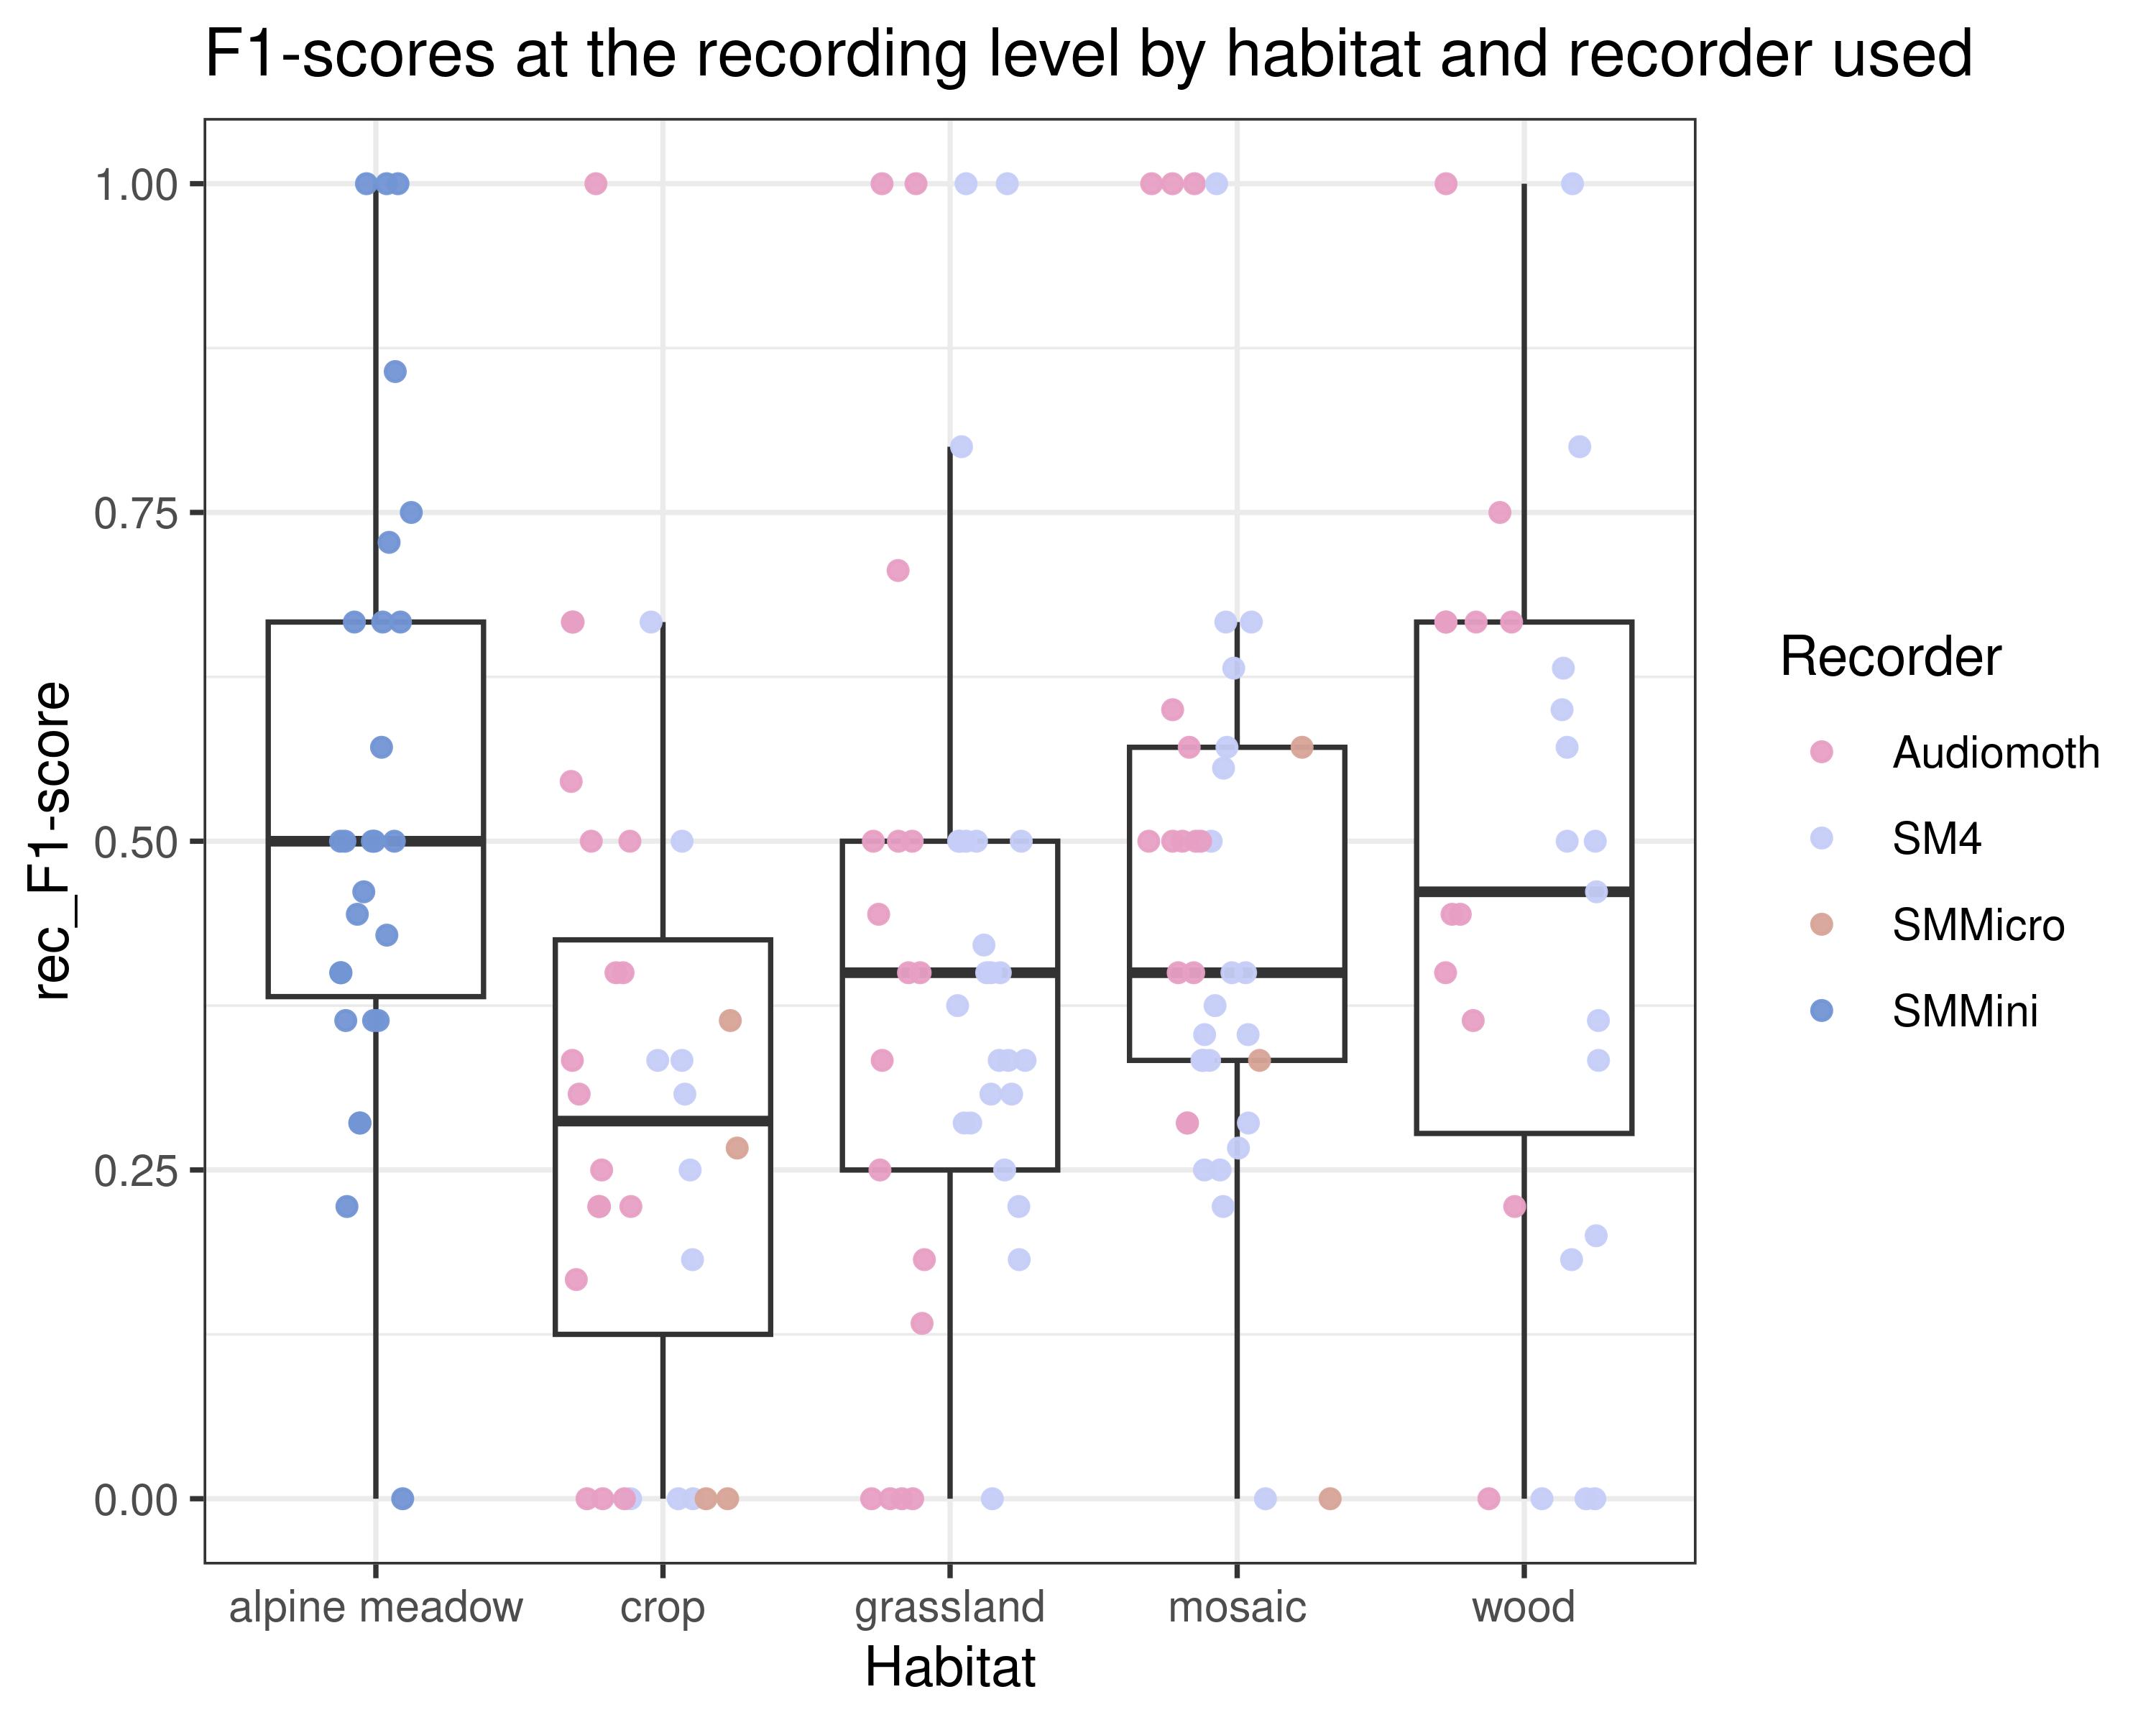 F1-scores at the recording level by habitat and recorder used
rec_F1-score
1.00
0.75
0.50
0.25
0.00
alpine meadow
crop
grassland
mosaic
wood
Habitat
Recorder
Audiomoth
SM4
SMMicro
SMMini